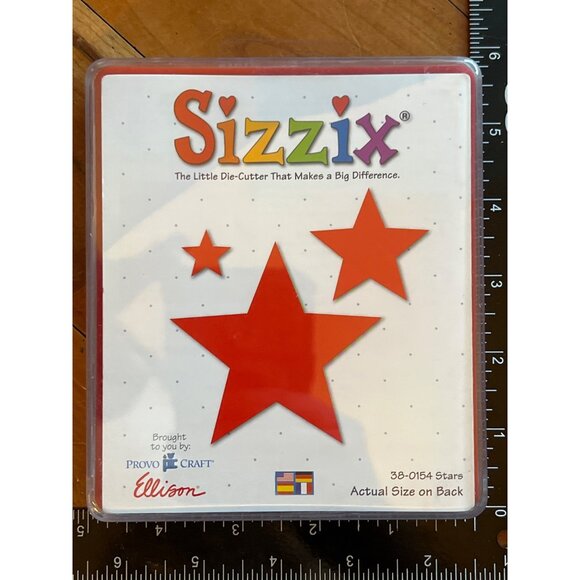 Sizzix®
The Little Die-Cutter That Makes a Big Difference.
Brought
to you by:
PROVO CRAFT®
Ellison®
38-0154 Stars
Actual Size on Back
6
5
4
3
2
1
5 4 3 2 1 0